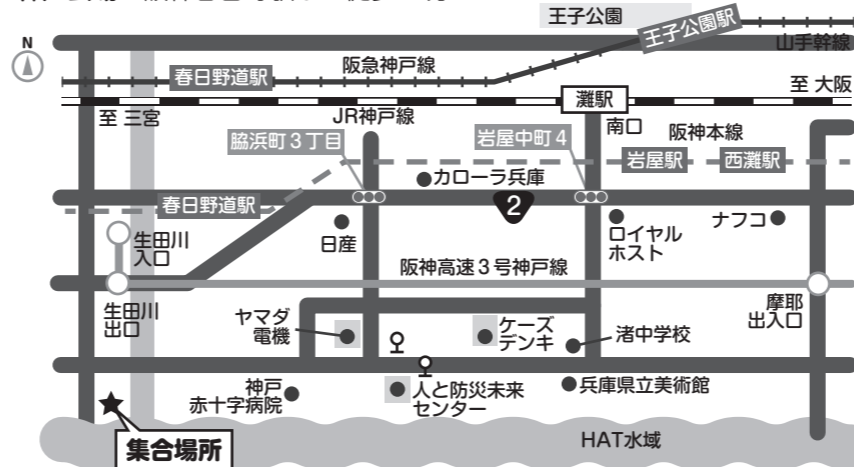 王子公園
N
王子公園駅
山手幹線
阪急神戸線
春日野道駅
至 大阪
灘駅
至 三宮
JR神戸線
南口
阪神本線
脇浜町3丁目
岩屋中町4
岩屋駅
西灘駅
カローラ兵庫
春日野道駅
2
生田川
入口
日産
ロイヤル
ホスト
ナフコ
阪神高速3号神戸線
生田川
出口
摩耶
出入口
ヤマダ
電機
ケーズ
デンキ
渚中学校
神戸
赤十字病院
人と防災未来
センター
兵庫県立美術館
集合場所
HAT水域